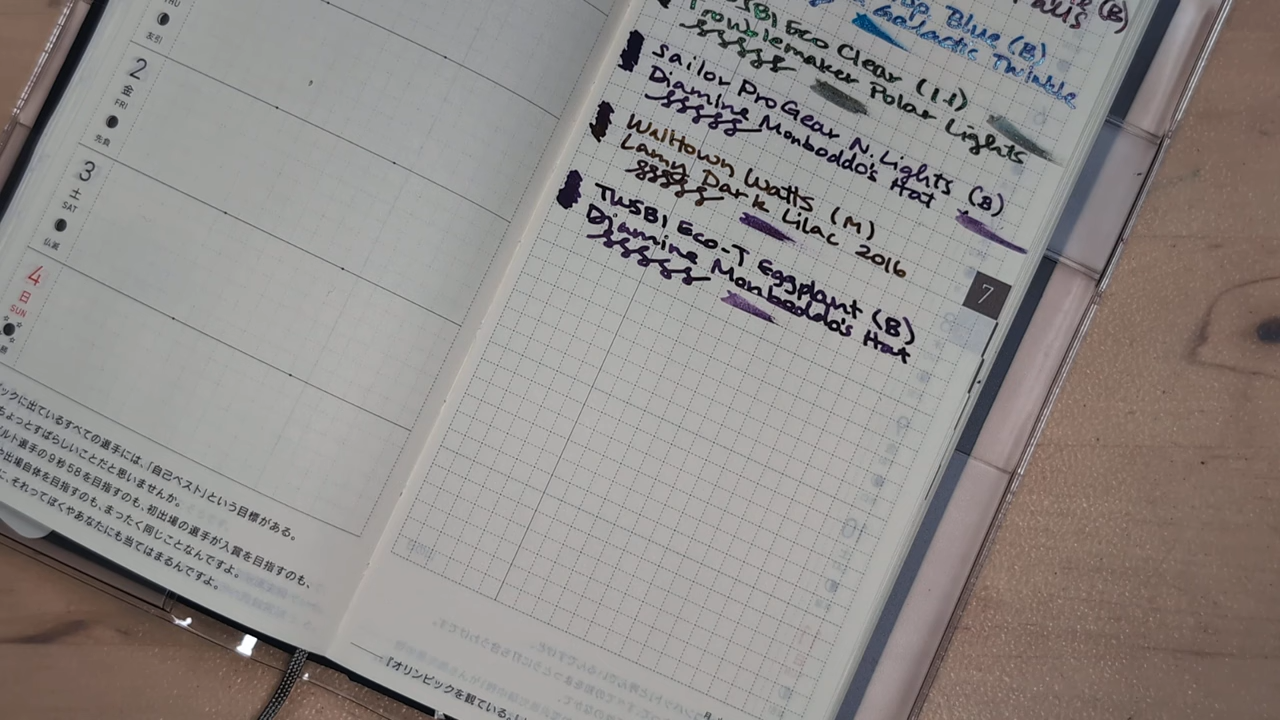 THU
友引
2
金
FRI
先負
3
土
SAT
仏滅
4
日
SUN
ックに出ているすべての選手には、「自己ベスト」という目標がある。
ちょっとすばらしいことだと思いませんか。
ルト選手の9秒58を目指すのも、初出場の選手が入賞を目指すのも、
や出場自体を目指すのも、まったく同じことなんですよ。
に、それってぼくやあなたにも当てはまるんですよ。
(B)
Blue (B)
Galactic Twinkle
TWSBI Eco Clear (1.1)
Troublemaker Polar Lights
Sailor ProGear N. Lights (B)
Diamine Monboddo's Hat
Walltown Watts (M)
Lamy Dark Lilac 2016
TWSBI Eco-T Eggplant (B)
Diamine Monboddo's Hat
7
『オリンピックを観ている。